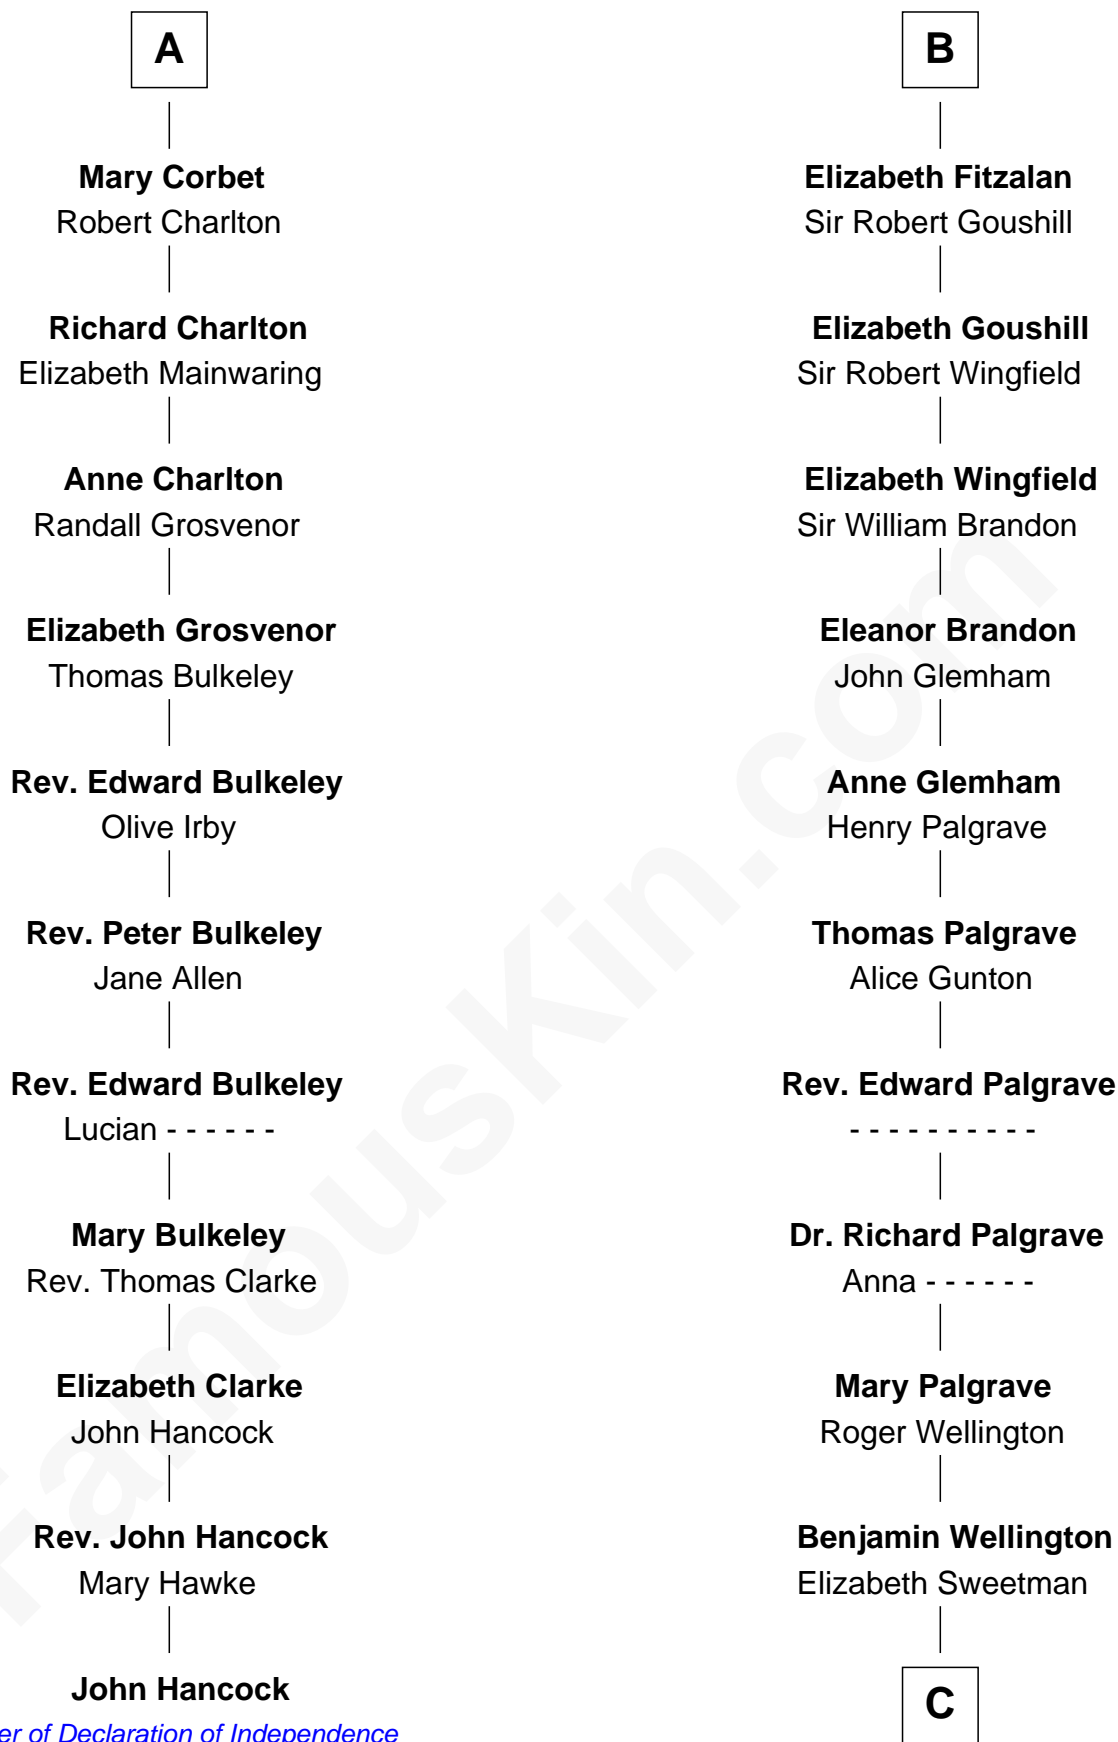 A
Mary Corbet
Robert Charlton
Richard Charlton
Elizabeth Mainwaring
Anne Charlton
Randall Grosvenor
Elizabeth Grosvenor
Thomas Bulkeley
Rev. Edward Bulkeley
Olive Irby
Rev. Peter Bulkeley
Jane Allen
Rev. Edward Bulkeley
Lucian - - - - - -
Mary Bulkeley
Rev. Thomas Clarke
Elizabeth Clarke
John Hancock
Rev. John Hancock
Mary Hawke
John Hancock
er of Declaration of Independence
B
Elizabeth Fitzalan
Sir Robert Goushill
Elizabeth Goushill
Sir Robert Wingfield
Elizabeth Wingfield
Sir William Brandon
Eleanor Brandon
John Glemham
Anne Glemham
Henry Palgrave
Thomas Palgrave
Alice Gunton
Rev. Edward Palgrave
- - - - - - - - - -
Dr. Richard Palgrave
Anna - - - - - -
Mary Palgrave
Roger Wellington
Benjamin Wellington
Elizabeth Sweetman
C
FamousKin.com